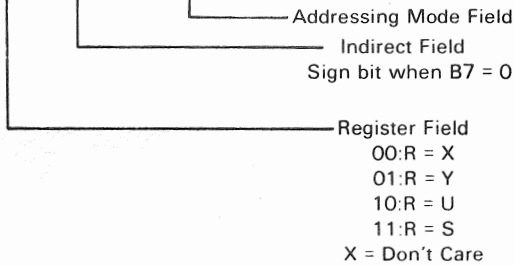 Addressing Mode Field
Indirect Field
Sign bit when B7 = 0
Register Field
00:R = X
01:R = Y
10:R = U
11:R = S
X = Don't Care